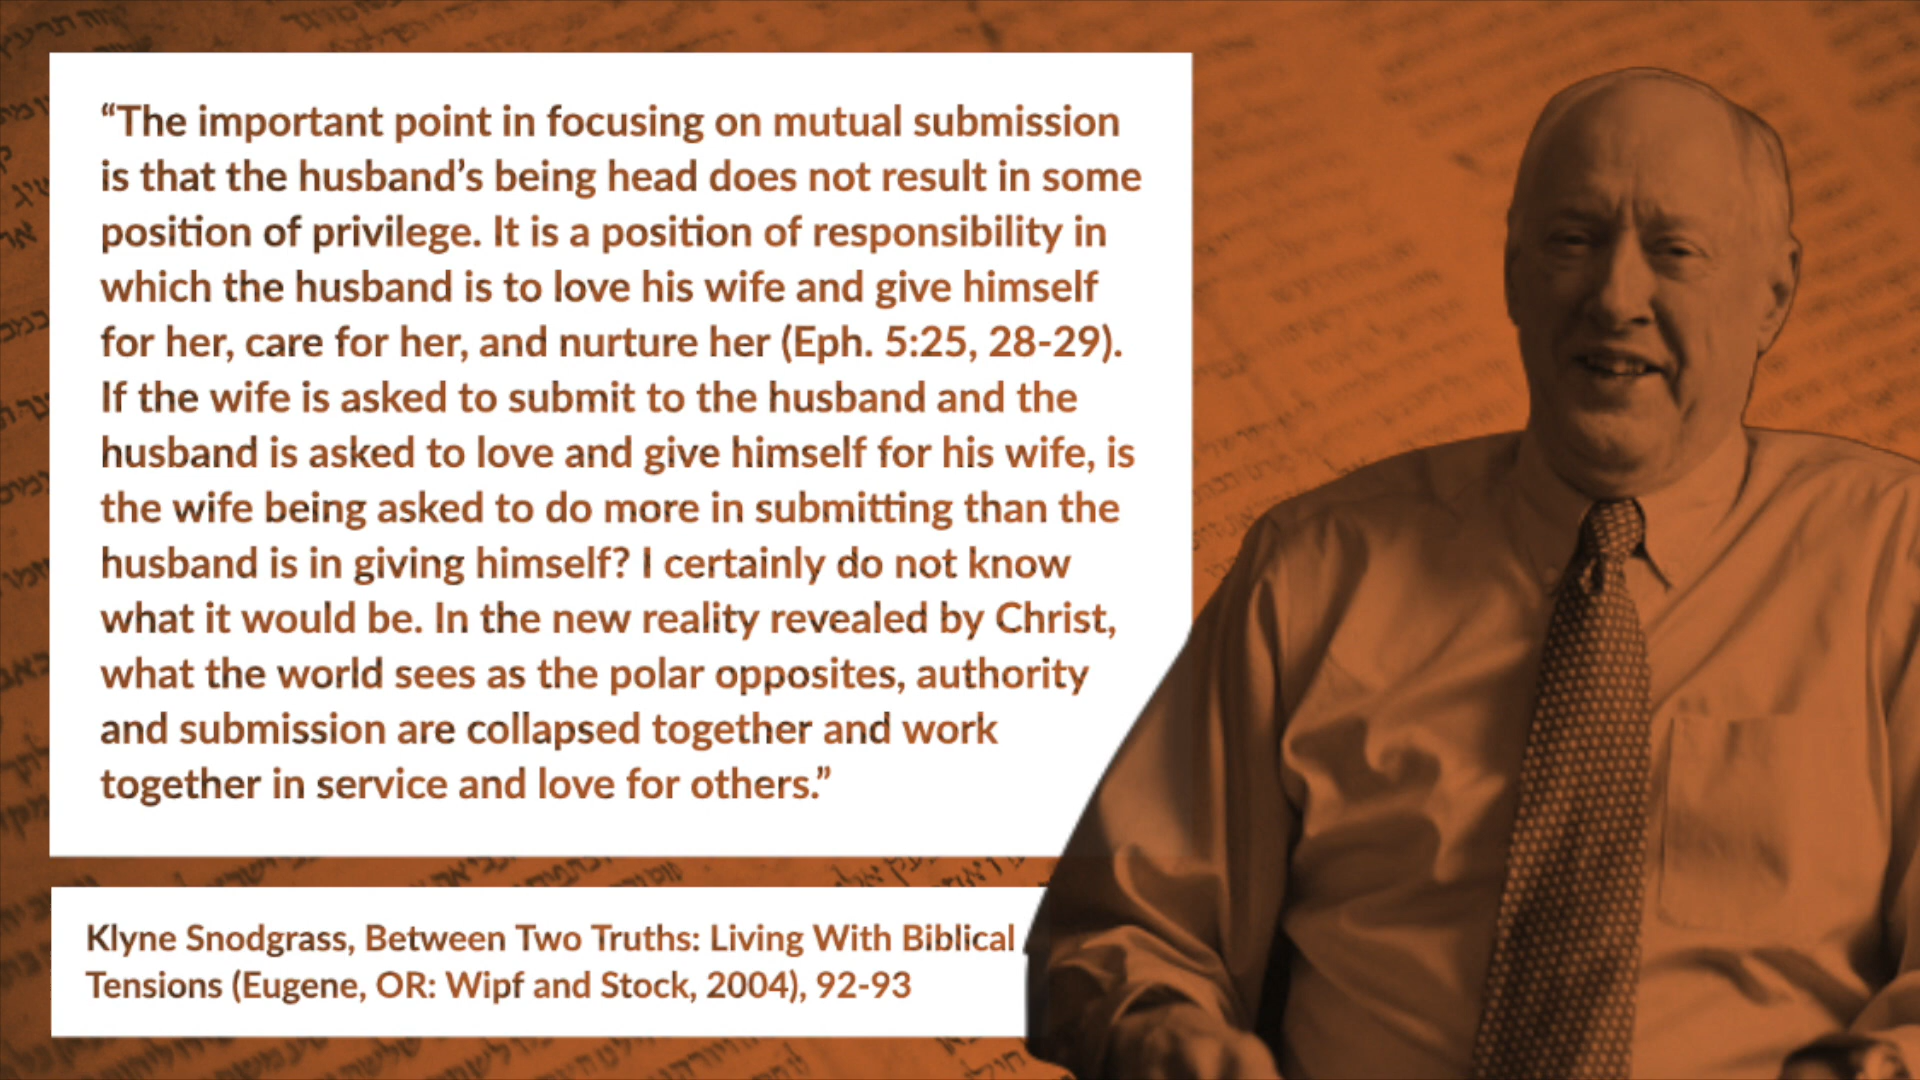 “The important point in focusing on mutual submission
is that the husband’s being head does not result in some
position of privilege. It is a position of responsibility in
which the husband is to love his wife and give himself
for her, care for her, and nurture her (Eph. 5:25, 28-29).
If the wife is asked to submit to the husband and the
husband is asked to love and give himself for his wife, is
the wife being asked to do more in submitting than the
husband is in giving himself? I certainly do not know
what it would be. In the new reality revealed by Christ,
what the world sees as the polar opposites, authority
and submission are collapsed together and work
together in service and love for others.”
Klyne Snodgrass, Between Two Truths: Living With Biblical
Tensions (Eugene, OR: Wipf and Stock, 2004), 92-93